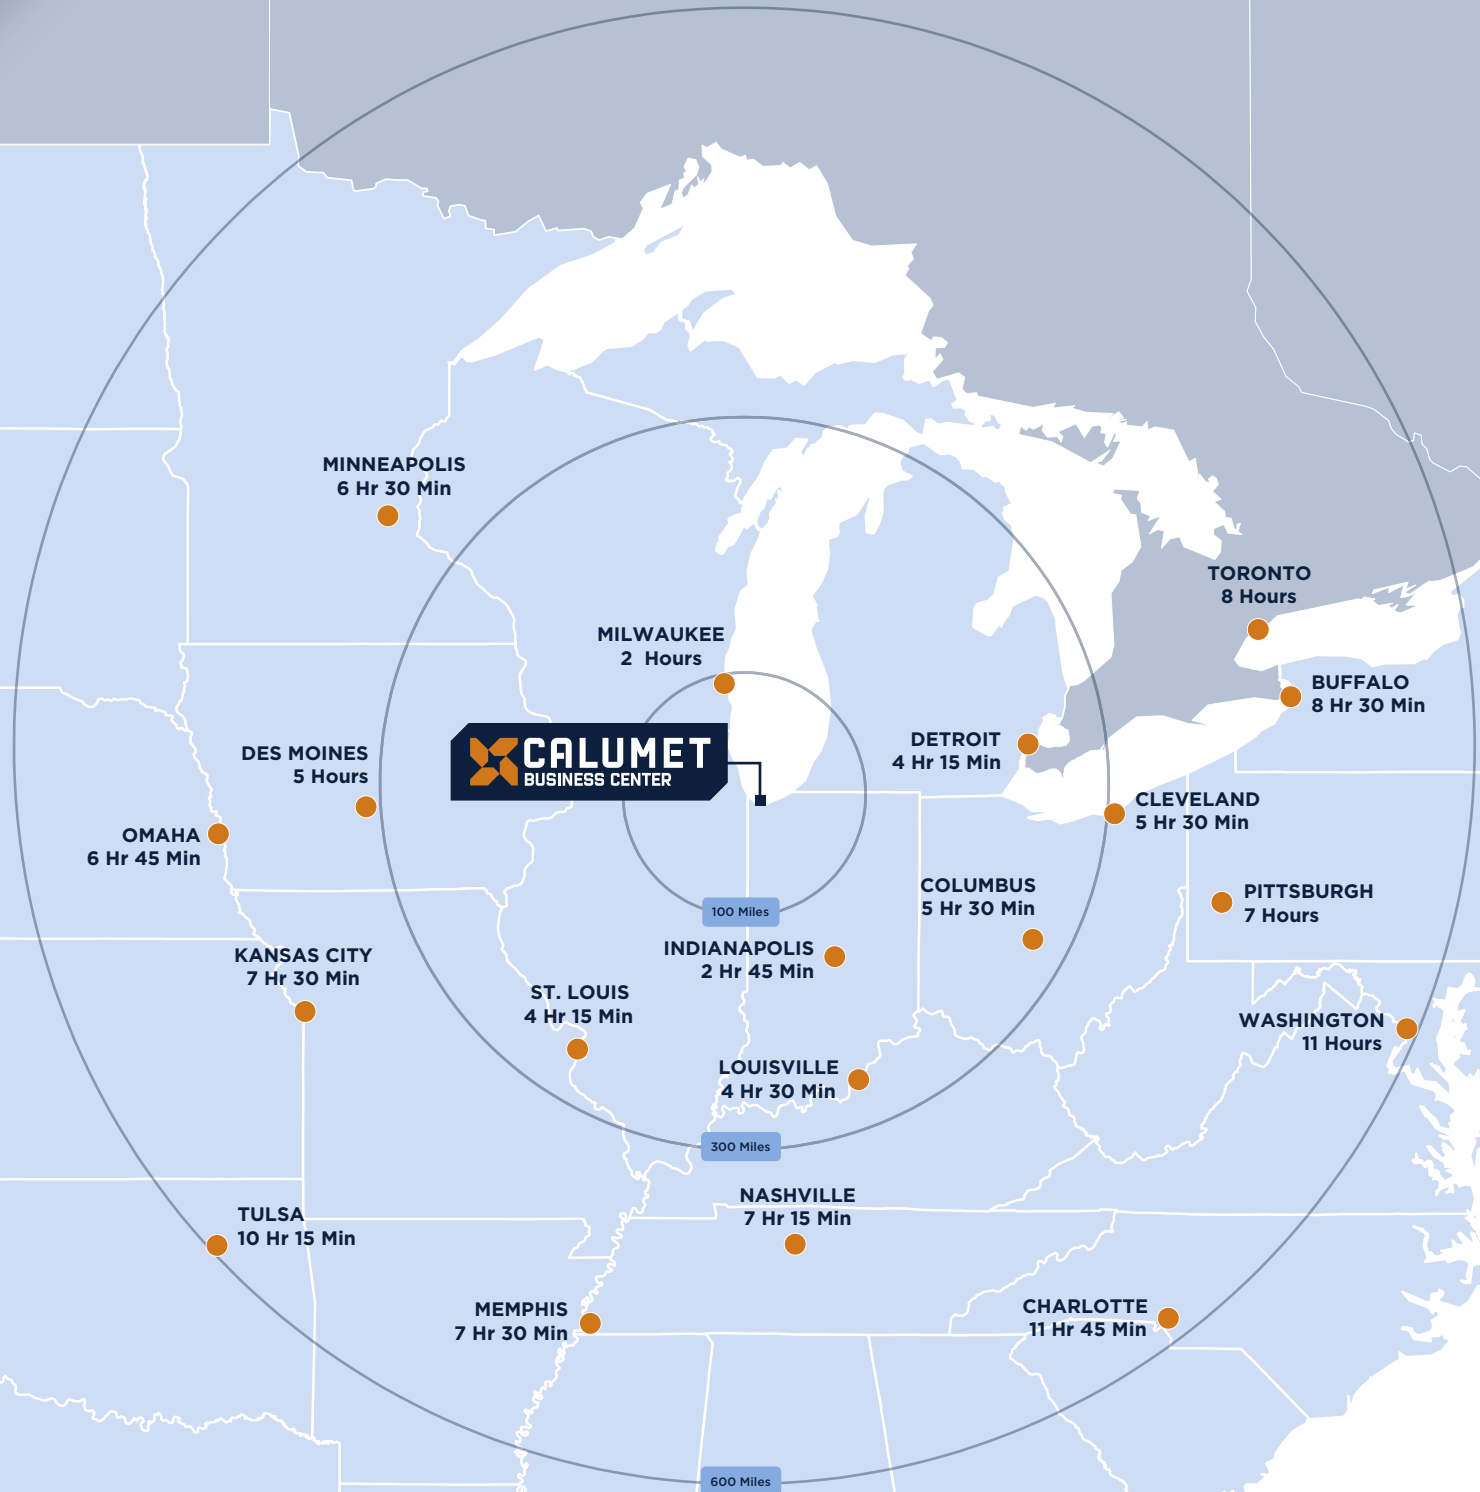 MINNEAPOLIS
6 Hr 30 Min
TORONTO
8 Hours
MILWAUKEE
2 Hours
BUFFALO
8 Hr 30 Min
DETROIT
4 Hr 15 Min
CALUMET
BUSINESS CENTER
DES MOINES
5 Hours
CLEVELAND
5 Hr 30 Min
OMAHA
6 Hr 45 Min
COLUMBUS
5 Hr 30 Min
PITTSBURGH
7 Hours
100 Miles
INDIANAPOLIS
2 Hr 45 Min
KANSAS CITY
7 Hr 30 Min
ST. LOUIS
4 Hr 15 Min
WASHINGTON
11 Hours
LOUISVILLE
4 Hr 30 Min
300 Miles
NASHVILLE
7 Hr 15 Min
TULSA
10 Hr 15 Min
MEMPHIS
7 Hr 30 Min
CHARLOTTE
11 Hr 45 Min
600 Miles